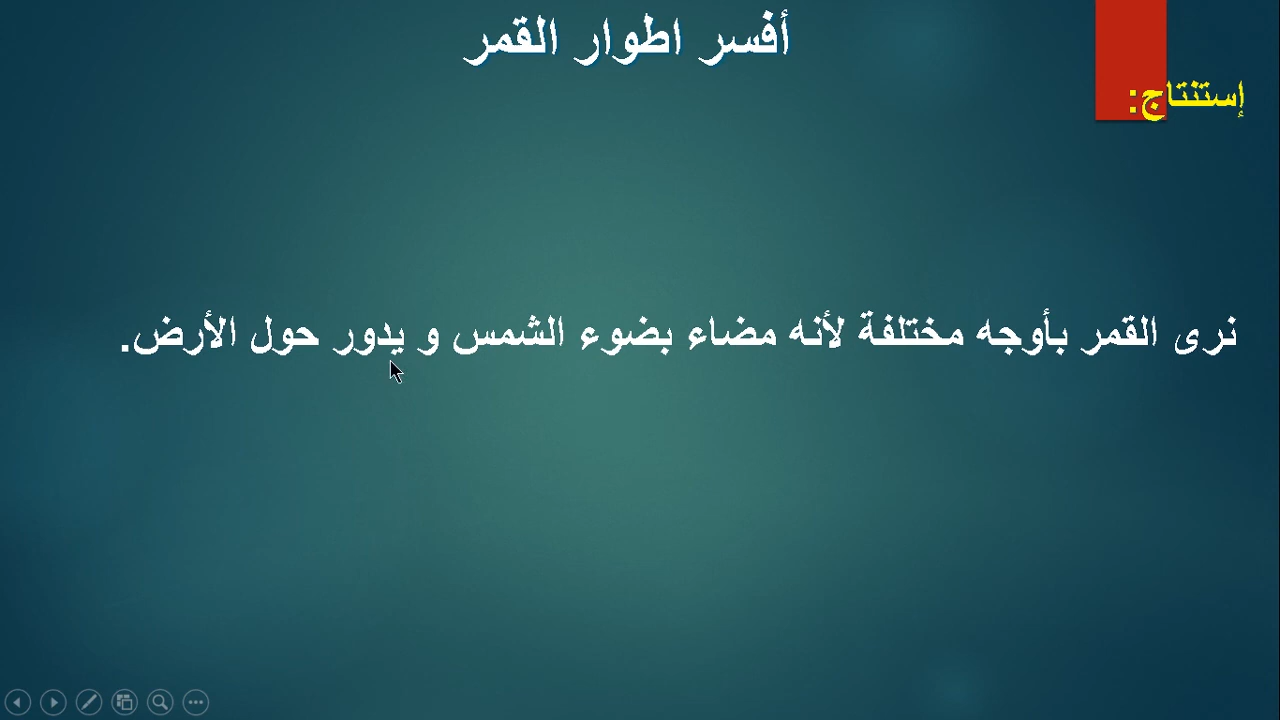 أفسر اطوار القمر
إستنتاج:
نرى القمر بأوجه مختلفة لأنه مضاء بضوء الشمس و يدور حول الأرض.